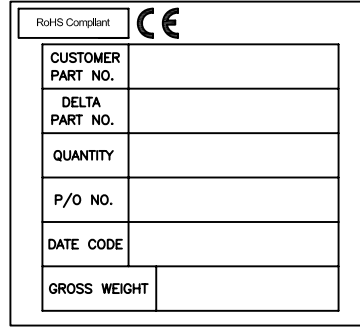 RoHS Compliant CE
CUSTOMER
PART NO.
DELTA
PART NO.
QUANTITY
P/O NO.
DATE CODE
GROSS WEIGHT